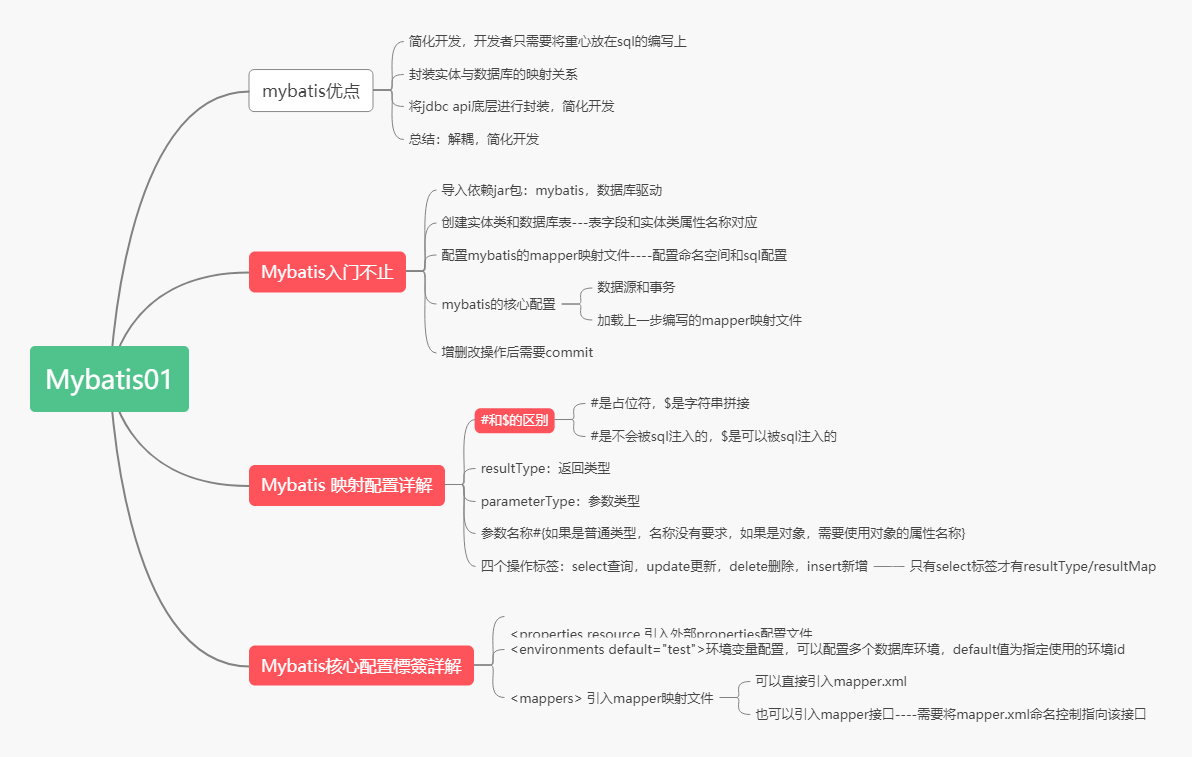 Mybatis01
mybatis优点
简化开发，开发者只需要将重心放在sql的编写上
封装实体与数据库的映射关系
将jdbc api底层进行封装，简化开发
总结：解耦，简化开发
Mybatis入门不止
导入依赖jar包：mybatis，数据库驱动
创建实体类和数据库表---表字段和实体类属性名称对应
配置mybatis的mapper映射文件----配置命名空间和sql配置
mybatis的核心配置
数据源和事务
加载上一步编写的mapper映射文件
增删改操作后需要commit
Mybatis 映射配置详解
#和$的区别
#是占位符，$是字符串拼接
#是不会被sql注入的，$是可以被sql注入的
resultType：返回类型
parameterType：参数类型
参数名称#{如果是普通类型，名称没有要求，如果是对象，需要使用对象的属性名称}
四个操作标签：select查询，update更新，delete删除，insert新增
只有select标签才有resultType/resultMap
Mybatis核心配置標簽詳解
<properties resource 引入外部properties配置文件
<environments default="test">环境变量配置，可以配置多个数据库环境，default值为指定使用的环境id
<mappers> 引入mapper映射文件
可以直接引入mapper.xml
也可以引入mapper接口----需要将mapper.xml命名控制指向该接口